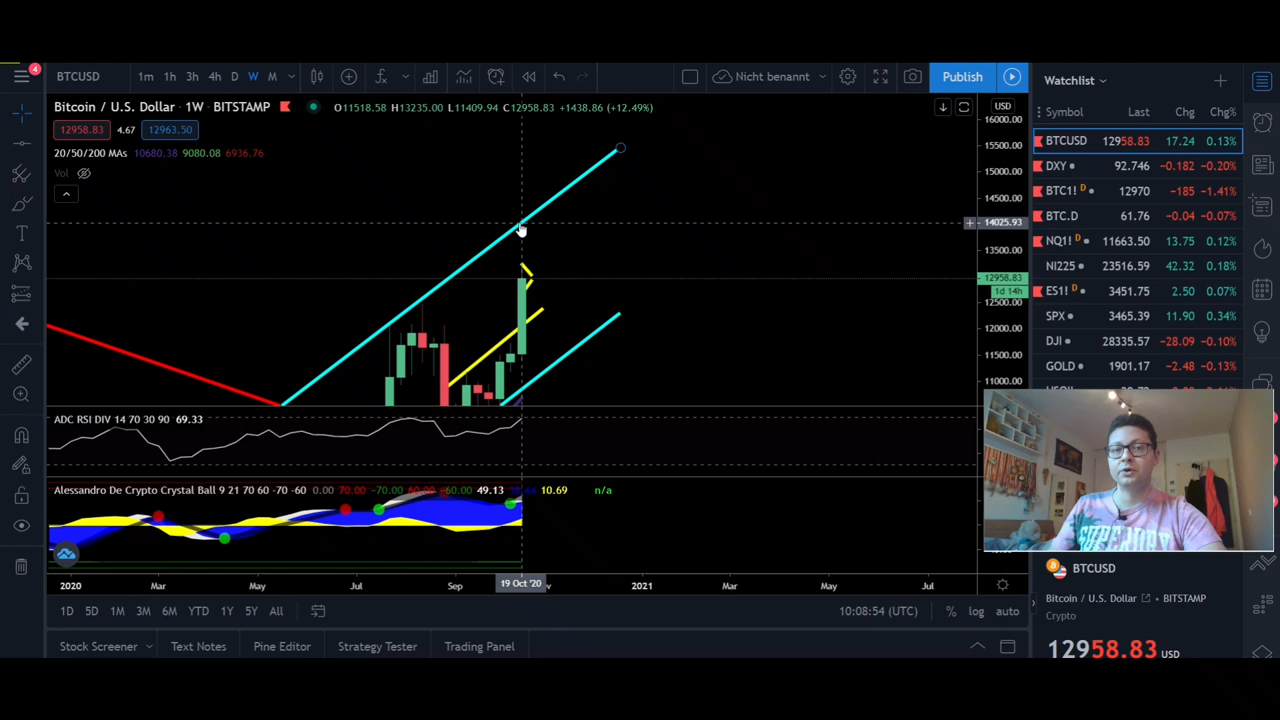 4
BTCUSD 1m 1h 3h 4h D W M Nicht benannt Publish
Watchlist
Bitcoin / U.S. Dollar · 1W · BITSTAMP O11518.58 H13235.00 L11409.94 C12958.83 +1438.86 (+12.49%) USD
12958.83 4.67 12963.50
20/50/200 MAs 10680.38 9080.08 6936.76
Vol
16000.00
15500.00
15000.00
14500.00
14025.93
13500.00
12958.83
1d 14h
12500.00
12000.00
11500.00
11000.00
Symbol Last Chg Chg%
BTCUSD 12958.83 17.24 0.13%
DXY 92.746 −0.182 −0.20%
BTC1! D 12970 −185 −1.41%
BTC.D 61.76 −0.04 −0.07%
NQ1! D 11663.50 13.75 0.12%
NI225 23516.59 42.32 0.18%
ES1! D 3451.75 2.50 0.07%
SPX 3465.39 11.90 0.34%
DJI 28335.57 −28.09 −0.10%
GOLD 1901.17 −2.48 −0.13%
ADC RSI DIV 14 70 30 90 69.33
Alessandro De Crypto Crystal Ball 9 21 70 60 -70 -60 0.00 70.00 −70.00 60.00 −60.00 49.13 10.69 n/a
SUPERDRY
2020 Mar May Jul Sep 19 Oct '20 2021 Mar May Jul
1D 5D 1M 3M 6M YTD 1Y 5Y All 10:08:54 (UTC) % log auto
Stock Screener Text Notes Pine Editor Strategy Tester Trading Panel
BTCUSD
Bitcoin / U.S. Dollar • BITSTAMP
Crypto
12958.83 USD